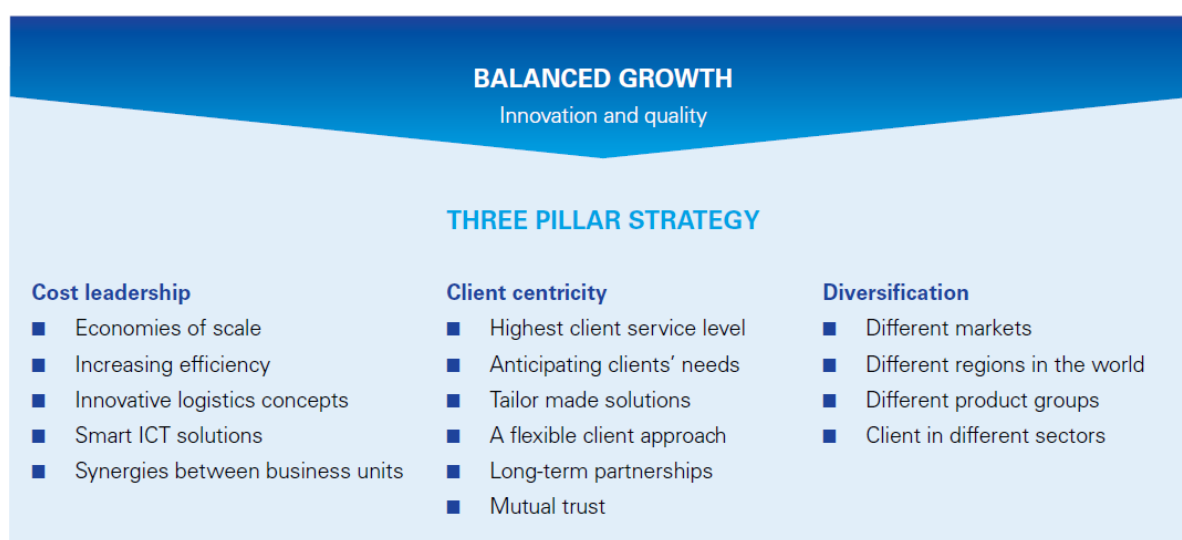 BALANCED GROWTH
Innovation and quality
THREE PILLAR STRATEGY
Cost leadership
Economies of scale
Increasing efficiency
Innovative logistics concepts
Smart ICT solutions
Synergies between business units
Client centricity
Highest client service level
Anticipating clients’ needs
Tailor made solutions
A flexible client approach
Long-term partnerships
Mutual trust
Diversification
Different markets
Different regions in the world
Different product groups
Client in different sectors